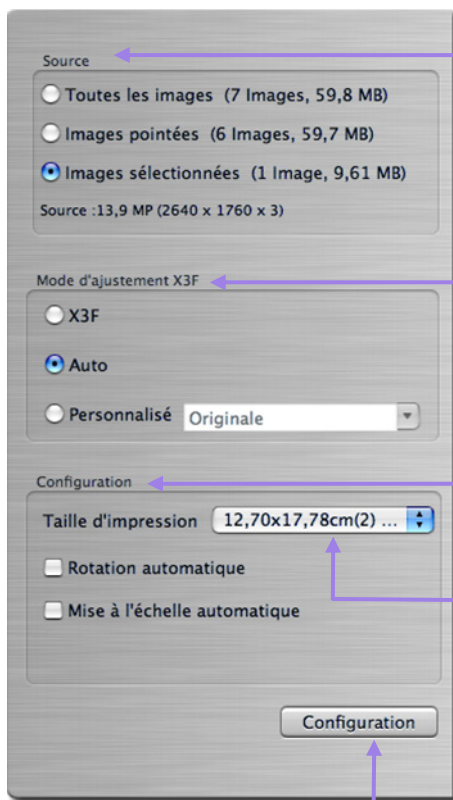 Source
Toutes les images (7 Images, 59,8 MB)
Images pointées (6 Images, 59,7 MB)
Images sélectionnées (1 Image, 9,61 MB)
Source :13,9 MP (2640 x 1760 x 3)
Mode d'ajustement X3F
X3F
Auto
Personnalisé Originale
Configuration
Taille d'impression 12,70x17,78cm(2) ...
Rotation automatique
Mise à l'échelle automatique
Configuration